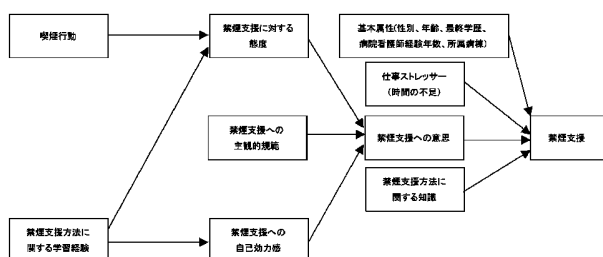 喫煙行動
禁煙支援に対する
態度
基本属性(性別、年齢、最終学歴、
病院看護師経験年数、所属病棟)
仕事ストレッサー
(時間の不足)
禁煙支援への
主観的規範
禁煙支援への意思
禁煙支援
禁煙支援方法に
関する知識
禁煙支援方法に
関する学習経験
禁煙支援への
自己効力感